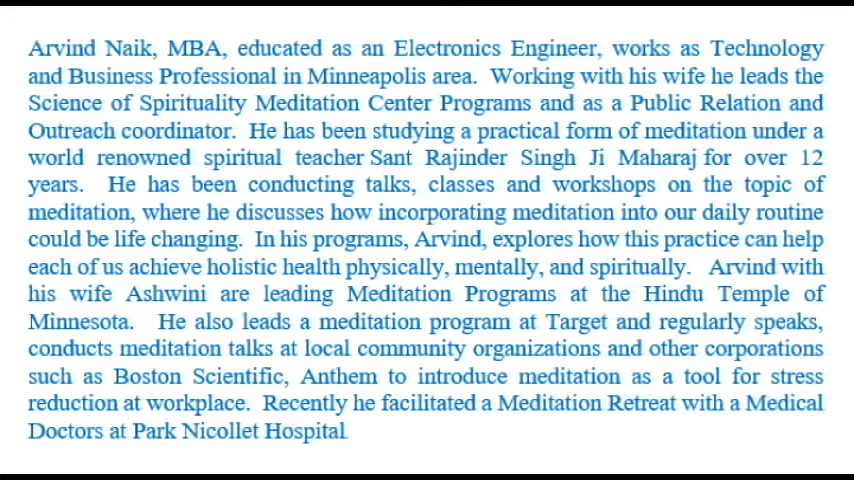 Arvind Naik, MBA, educated as an Electronics Engineer, works as Technology
and Business Professional in Minneapolis area. Working with his wife he leads the
Science of Spirituality Meditation Center Programs and as a Public Relation and
Outreach coordinator. He has been studying a practical form of meditation under a
world renowned spiritual teacher Sant Rajinder Singh Ji Maharaj for over 12
years. He has been conducting talks, classes and workshops on the topic of
meditation, where he discusses how incorporating meditation into our daily routine
could be life changing. In his programs, Arvind, explores how this practice can help
each of us achieve holistic health physically, mentally, and spiritually. Arvind with
his wife Ashwini are leading Meditation Programs at the Hindu Temple of
Minnesota. He also leads a meditation program at Target and regularly speaks,
conducts meditation talks at local community organizations and other corporations
such as Boston Scientific, Anthem to introduce meditation as a tool for stress
reduction at workplace. Recently he facilitated a Meditation Retreat with a Medical
Doctors at Park Nicollet Hospital